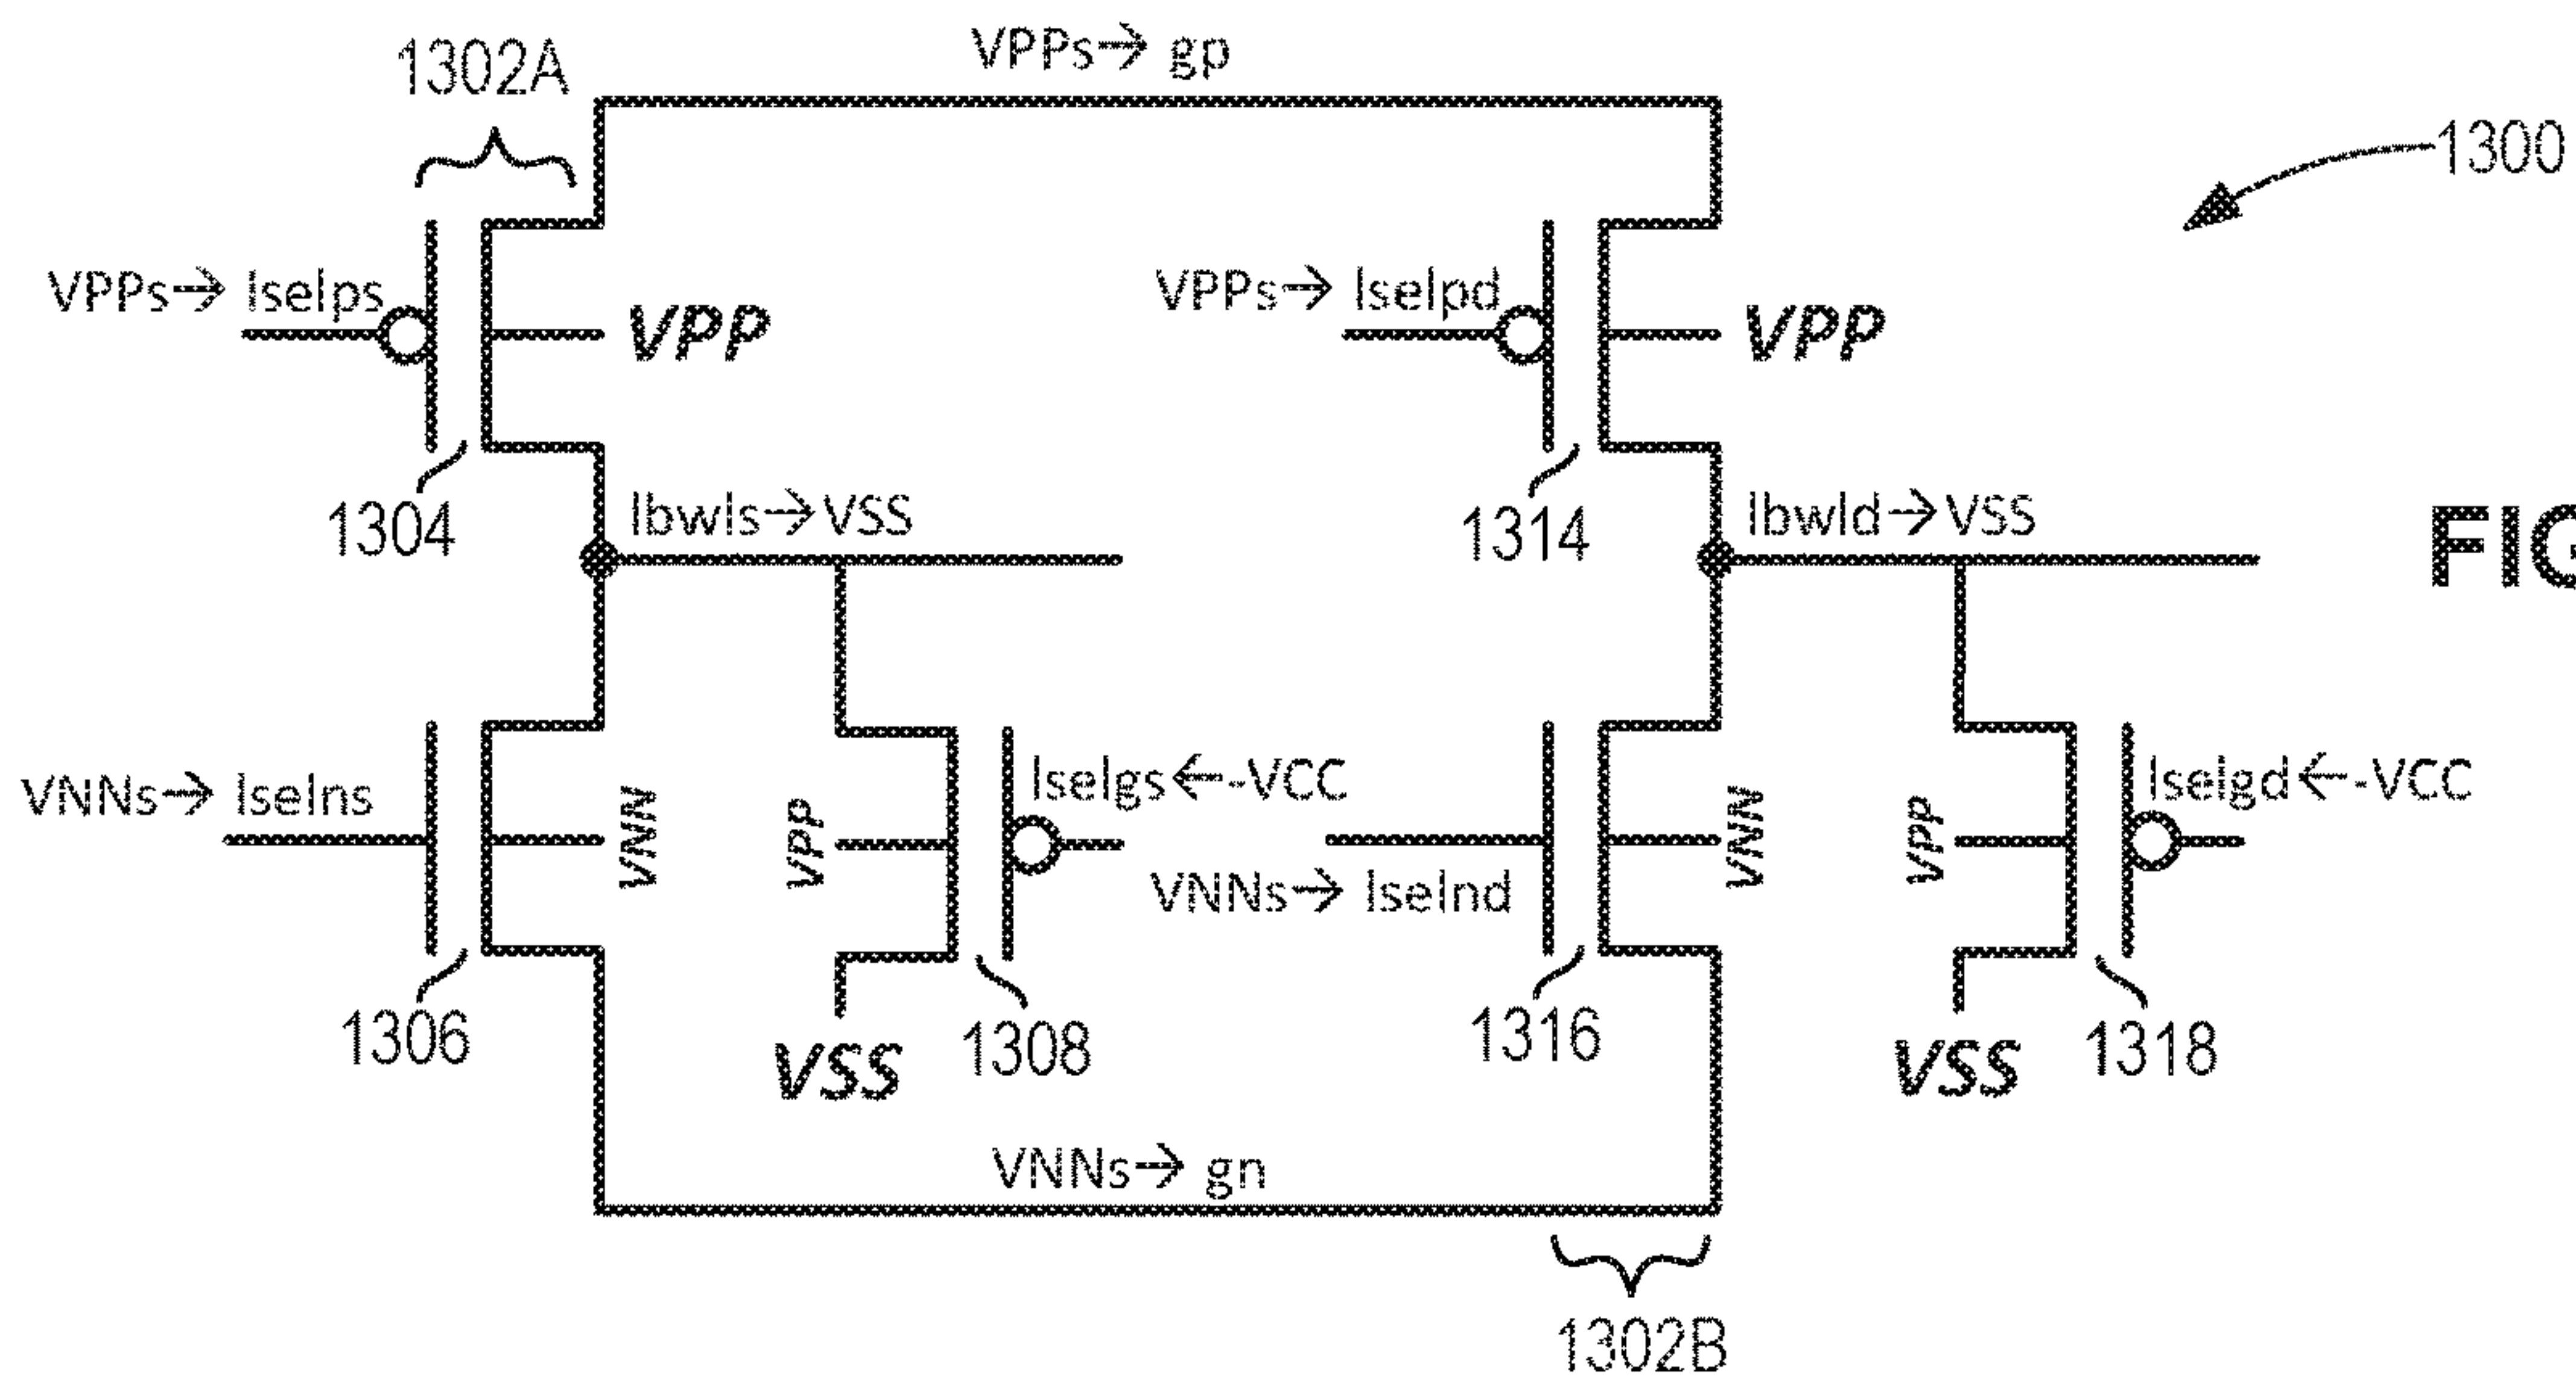 1302A
VPPs→ gp
1300
VPPs→ lselps
VPP
VPPs→ lselpd
VPP
1304
lbwls→VSS
1314
lbwld→VSS
FIG
VNNs→ lselns
VNN
VPP
lselgs←-VCC
VNNs→ lselnd
VNN
VPP
lselgd←-VCC
1306
VSS
1308
1316
VSS
1318
VNNs→ gn
1302B